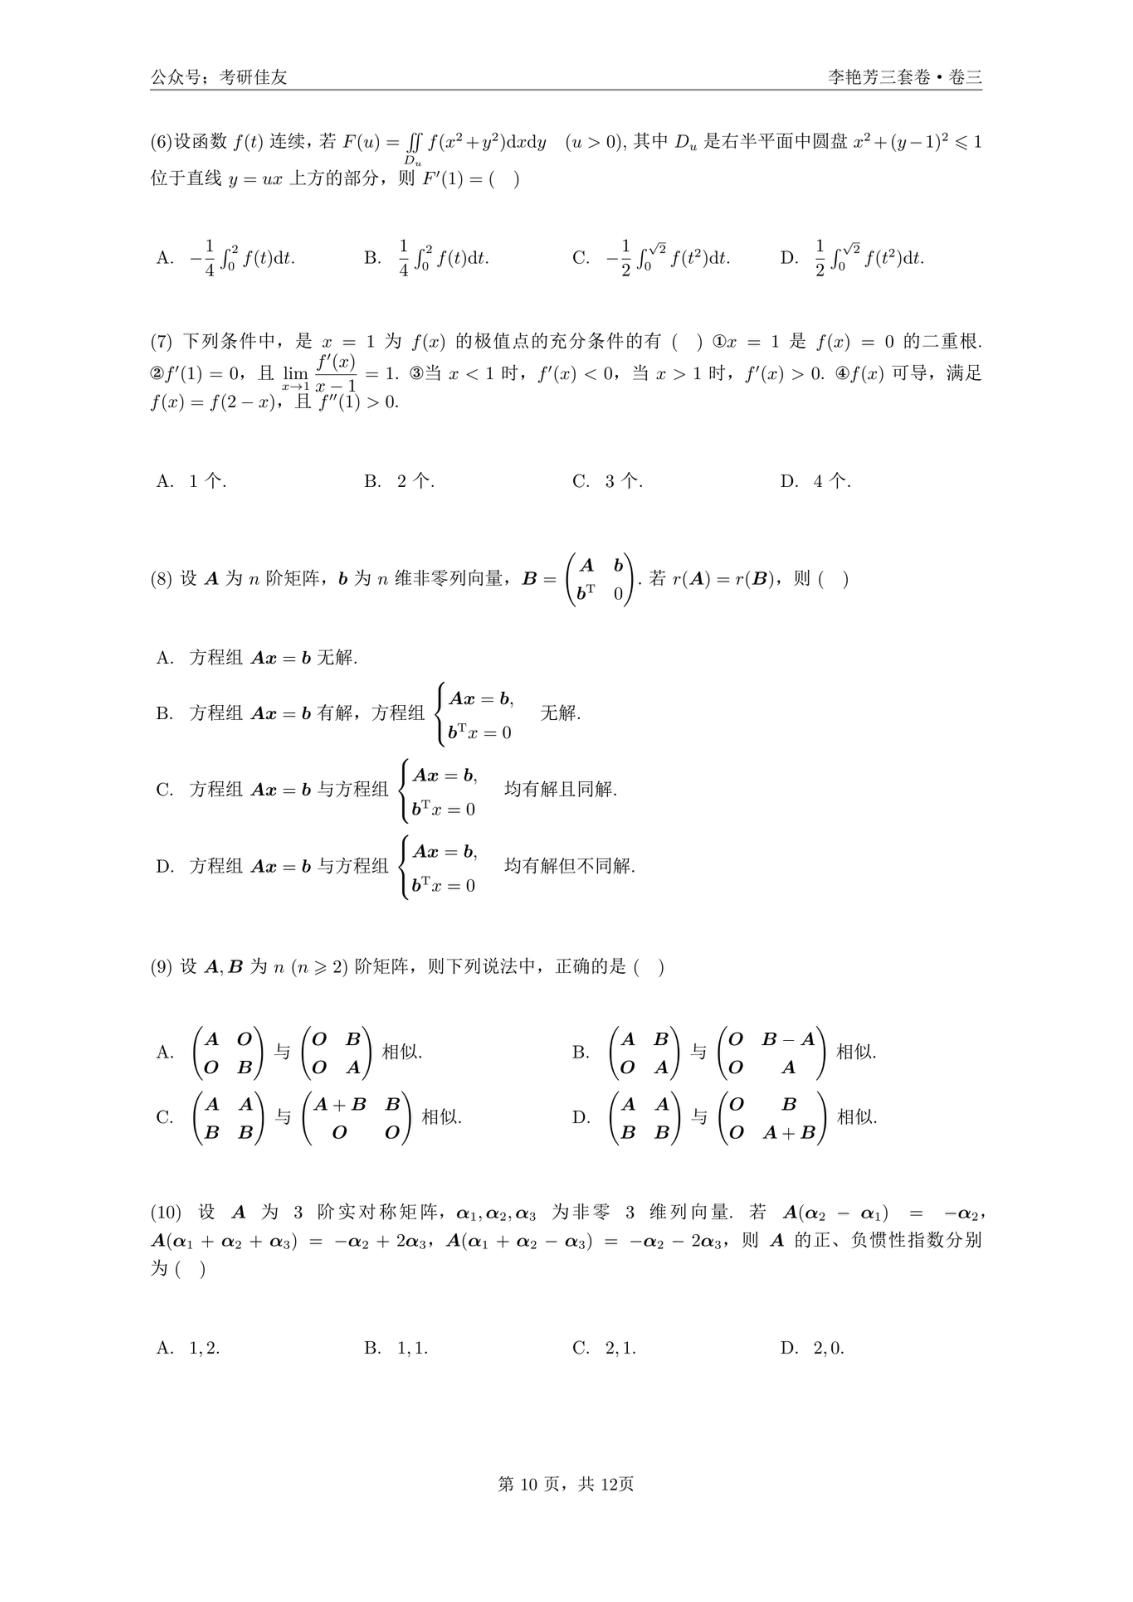 公众号；考研佳友 李艳芳三套卷·卷三
(6)设函数 f(t) 连续，若 F(u) = ∬_{D_u} f(x²+y²)dxdy (u > 0), 其中 D_u 是右半平面中圆盘 x²+(y−1)² ⩽ 1
位于直线 y = ux 上方的部分，则 F′(1) = ( )
A. −1/4 ∫₀² f(t)dt. B. 1/4 ∫₀² f(t)dt. C. −1/2 ∫₀^{√2} f(t²)dt. D. 1/2 ∫₀^{√2} f(t²)dt.
(7) 下列条件中，是 x = 1 为 f(x) 的极值点的充分条件的有 ( ) ①x = 1 是 f(x) = 0 的二重根.
②f′(1) = 0，且 lim_{x→1} f′(x)/(x − 1) = 1. ③当 x < 1 时，f′(x) < 0，当 x > 1 时，f′(x) > 0. ④f(x) 可导，满足
f(x) = f(2 − x)，且 f″(1) > 0.
A. 1 个. B. 2 个. C. 3 个. D. 4 个.
(8) 设 A 为 n 阶矩阵，b 为 n 维非零列向量，B = (A b; bᵀ 0). 若 r(A) = r(B)，则 ( )
A. 方程组 Ax = b 无解.
B. 方程组 Ax = b 有解，方程组 { Ax = b, bᵀx = 0 无解.
C. 方程组 Ax = b 与方程组 { Ax = b, bᵀx = 0 均有解且同解.
D. 方程组 Ax = b 与方程组 { Ax = b, bᵀx = 0 均有解但不同解.
(9) 设 A, B 为 n (n ⩾ 2) 阶矩阵，则下列说法中，正确的是 ( )
A. (A O; O B) 与 (O B; O A) 相似. B. (A B; O A) 与 (O B − A; O A) 相似.
C. (A A; B B) 与 (A + B B; O O) 相似. D. (A A; B B) 与 (O B; O A + B) 相似.
(10) 设 A 为 3 阶实对称矩阵，α₁, α₂, α₃ 为非零 3 维列向量. 若 A(α₂ − α₁) = −α₂，
A(α₁ + α₂ + α₃) = −α₂ + 2α₃，A(α₁ + α₂ − α₃) = −α₂ − 2α₃，则 A 的正、负惯性指数分别
为 ( )
A. 1, 2. B. 1, 1. C. 2, 1. D. 2, 0.
第 10 页，共 12页